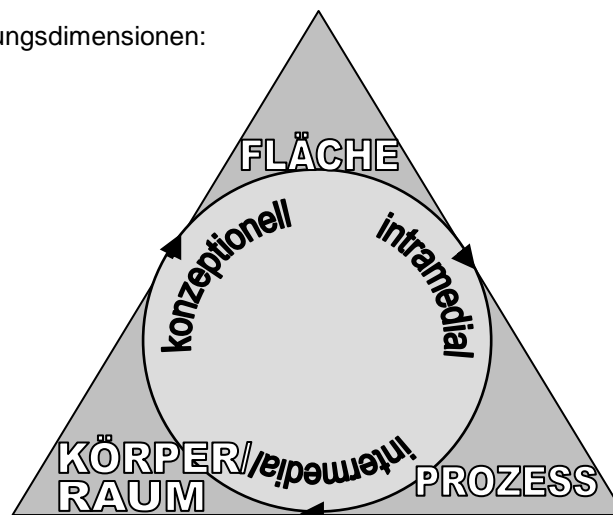 ungsdimensionen:
FLÄCHE
konzeptionell
intramedial
intermedial
KÖRPER/
RAUM
PROZESS